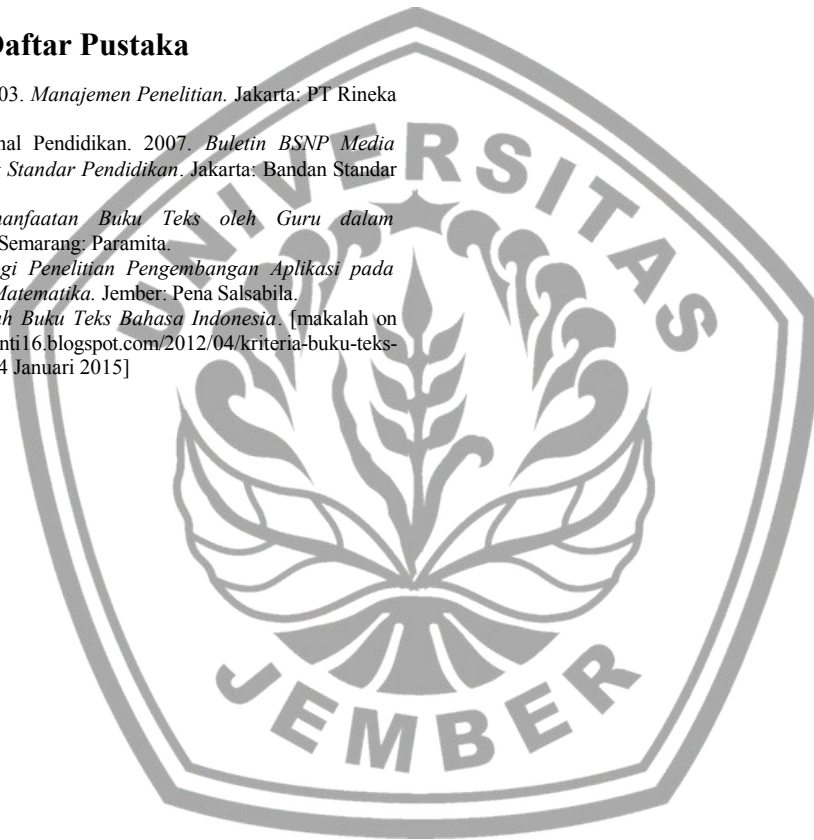 Daftar Pustaka
03. Manajemen Penelitian. Jakarta: PT Rineka
nal Pendidikan. 2007. Buletin BSNP Media
Standar Pendidikan. Jakarta: Bandan Standar
anfaatan Buku Teks oleh Guru dalam
Semarang: Paramita.
gi Penelitian Pengembangan Aplikasi pada
Matematika. Jember: Pena Salsabila.
ah Buku Teks Bahasa Indonesia. [makalah on
nti16.blogspot.com/2012/04/kriteria-buku-teks-
4 Januari 2015]
UNIVERSITAS
JEMBER